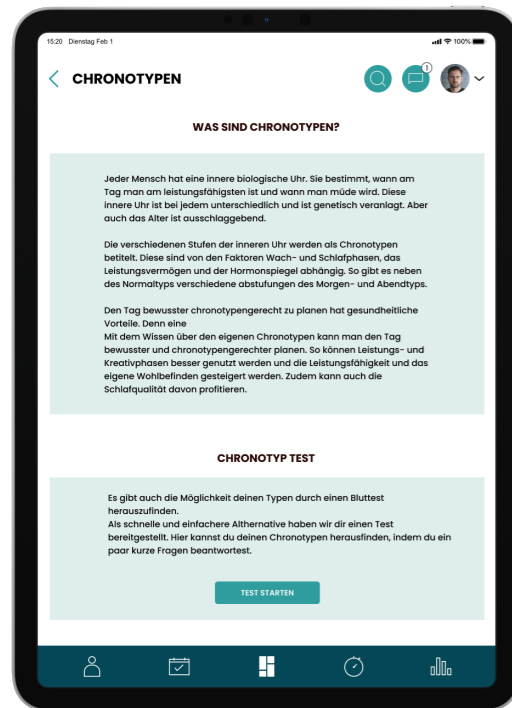 15:20 Dienstag Feb 1
100%
CHRONOTYPEN
1
WAS SIND CHRONOTYPEN?
Jeder Mensch hat eine innere biologische Uhr. Sie bestimmt, wann am
Tag man am leistungsfähigsten ist und wann man müde wird. Diese
innere Uhr ist bei jedem unterschiedlich und ist genetisch veranlagt. Aber
auch das Alter ist ausschlaggebend.
Die verschiedenen Stufen der inneren Uhr werden als Chronotypen
betitelt. Diese sind von den Faktoren Wach- und Schlafphasen, das
Leistungsvermögen und der Hormonspiegel abhängig. So gibt es neben
des Normaltyps verschiedene abstufungen des Morgen- und Abendtyps.
Den Tag bewusster chronotypengerecht zu planen hat gesundheitliche
Vorteile. Denn eine
Mit dem Wissen über den eigenen Chronotypen kann man den Tag
bewusster und chronotypengerechter planen. So können Leistungs- und
Kreativphasen besser genutzt werden und die Leistungsfähigkeit und das
eigene Wohlbefinden gesteigert werden. Zudem kann auch die
Schlafqualität davon profitieren.
CHRONOTYP TEST
Es gibt auch die Möglichkeit deinen Typen durch einen Bluttest
herauszufinden.
Als schnelle und einfachere Althernative haben wir dir einen Test
bereitgestellt. Hier kannst du deinen Chronotypen herausfinden, indem du ein
paar kurze Fragen beantwortest.
TEST STARTEN